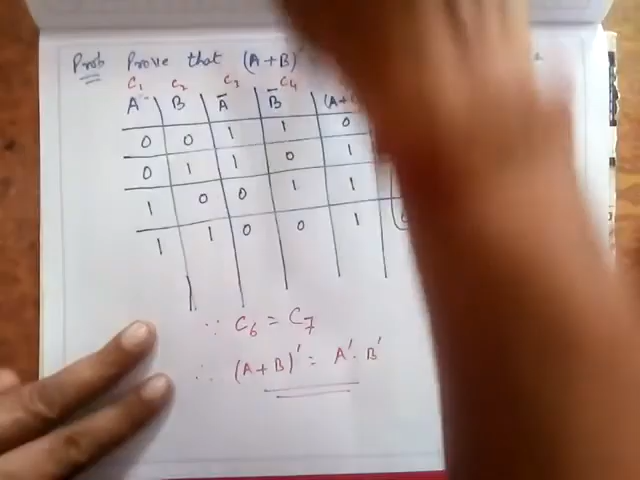 Prob Prove that (A+B)'
C1 C2 C3 C4
A B Ā B̄ (A+
0 0 1 1 0
0 1 1 0 1
1 0 0 1 1
1 1 0 0 1
∵ C6 = C7
∴ (A+B)' = A'. B'